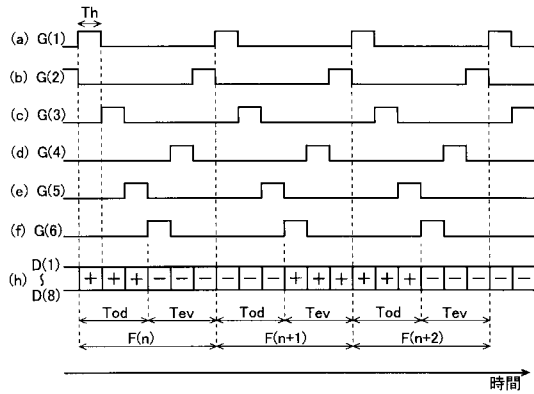 Th
(a) G(1)
(b) G(2)
(c) G(3)
(d) G(4)
(e) G(5)
(f) G(6)
D(1)
(h) ∫ + + + − − − − − − + + + + + + − − − − −
D(8)
Tod Tev Tod Tev Tod Tev
F(n) F(n+1) F(n+2)
時間